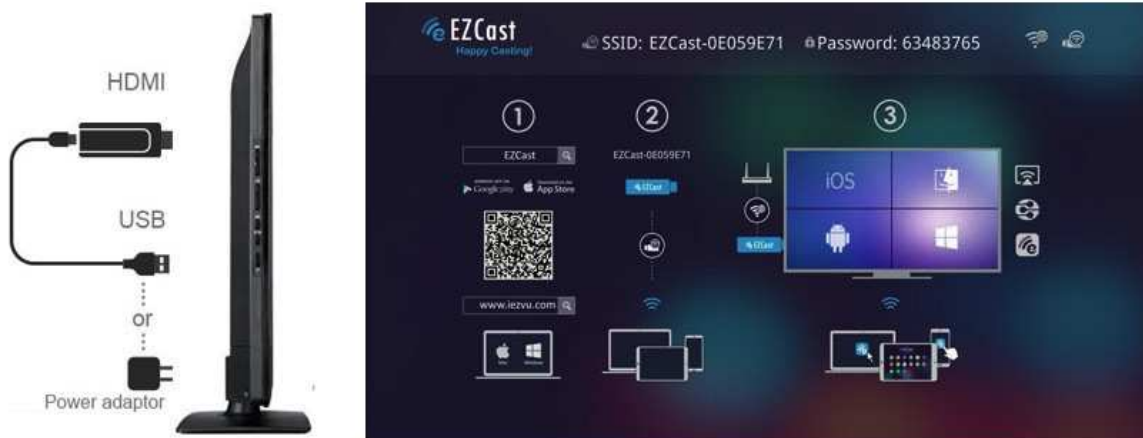 HDMI
USB
or
Power adaptor
EZCast
Happy Casting!
SSID: EZCast-0E059E71
Password: 63483765
1
2
3
EZCast
Google play
App Store
www.iezvu.com
Windows
EZCast-0E059E71
EZCast
iOS
EZCast